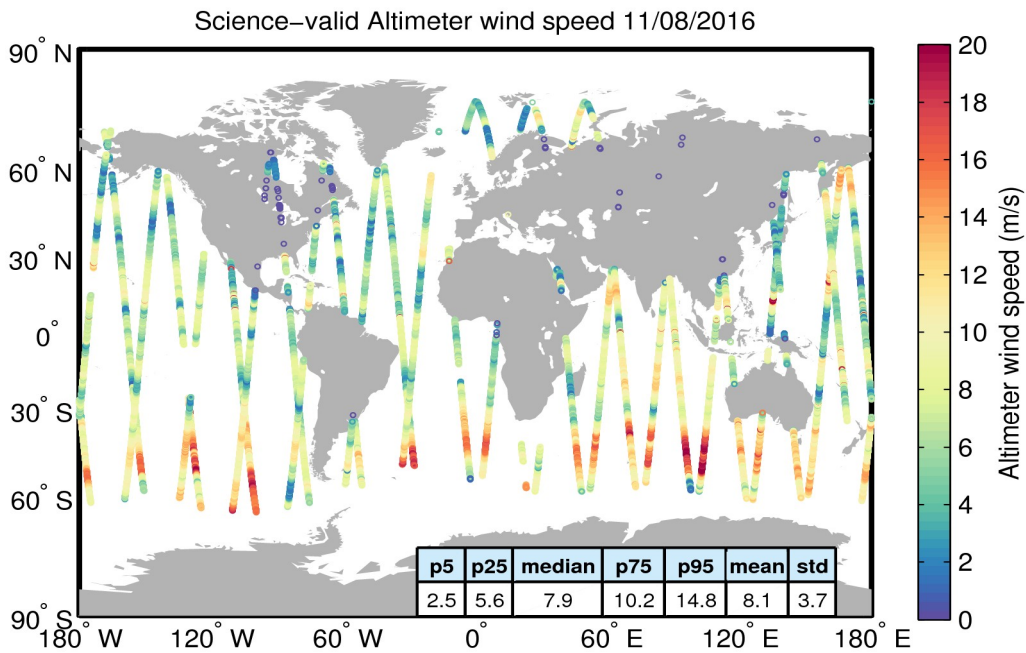 Science−valid Altimeter wind speed 11/08/2016
90° N
60° N
30° N
0°
30° S
60° S
90° S
180° W
120° W
60° W
0°
60° E
120° E
180° E
p5 p25 median p75 p95 mean std
2.5 5.6 7.9 10.2 14.8 8.1 3.7
20
18
16
14
12
10
8
6
4
2
0
Altimeter wind speed (m/s)